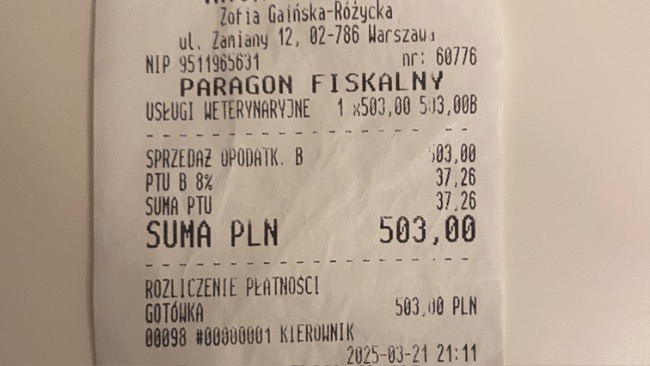 Zofia Gaińska-Różycka
ul. Zaniany 12, 02-786 Warszawa
NIP 9511965631 nr: 60776
PARAGON FISKALNY
USŁUGI WETERYNARYJNE 1 x503,00 503,00B
SPRZEDAŻ OPODATK. B 503,00
PTU B 8% 37,26
SUMA PTU 37,26
SUMA PLN 503,00
ROZLICZENIE PŁATNOŚCI
GOTÓWKA 503,00 PLN
00098 #00000001 KIEROWNIK
2025-03-21 21:11